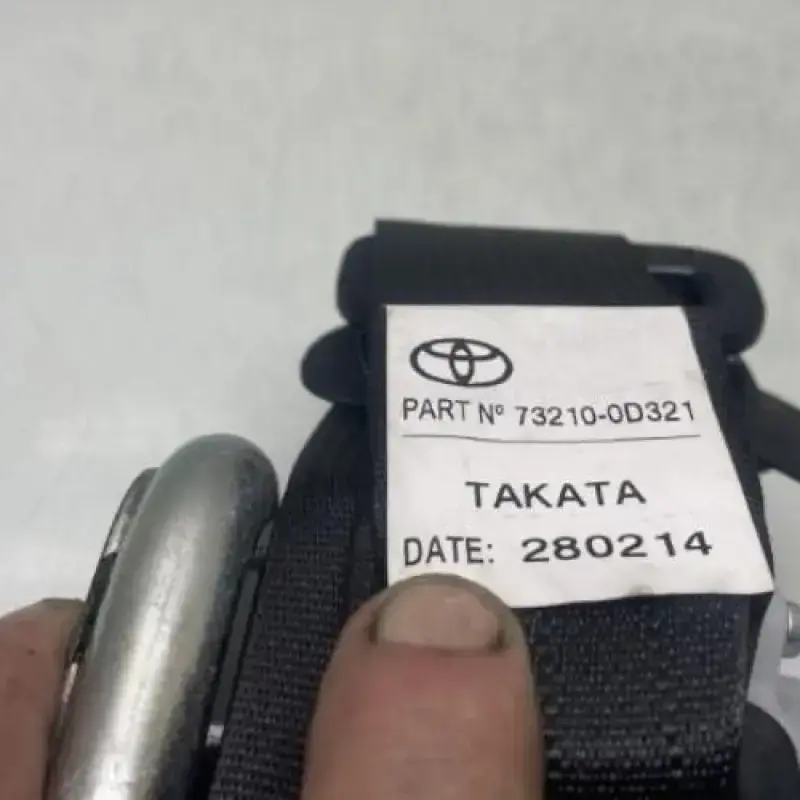 PART Nº 73210-0D321
TAKATA
DATE: 280214